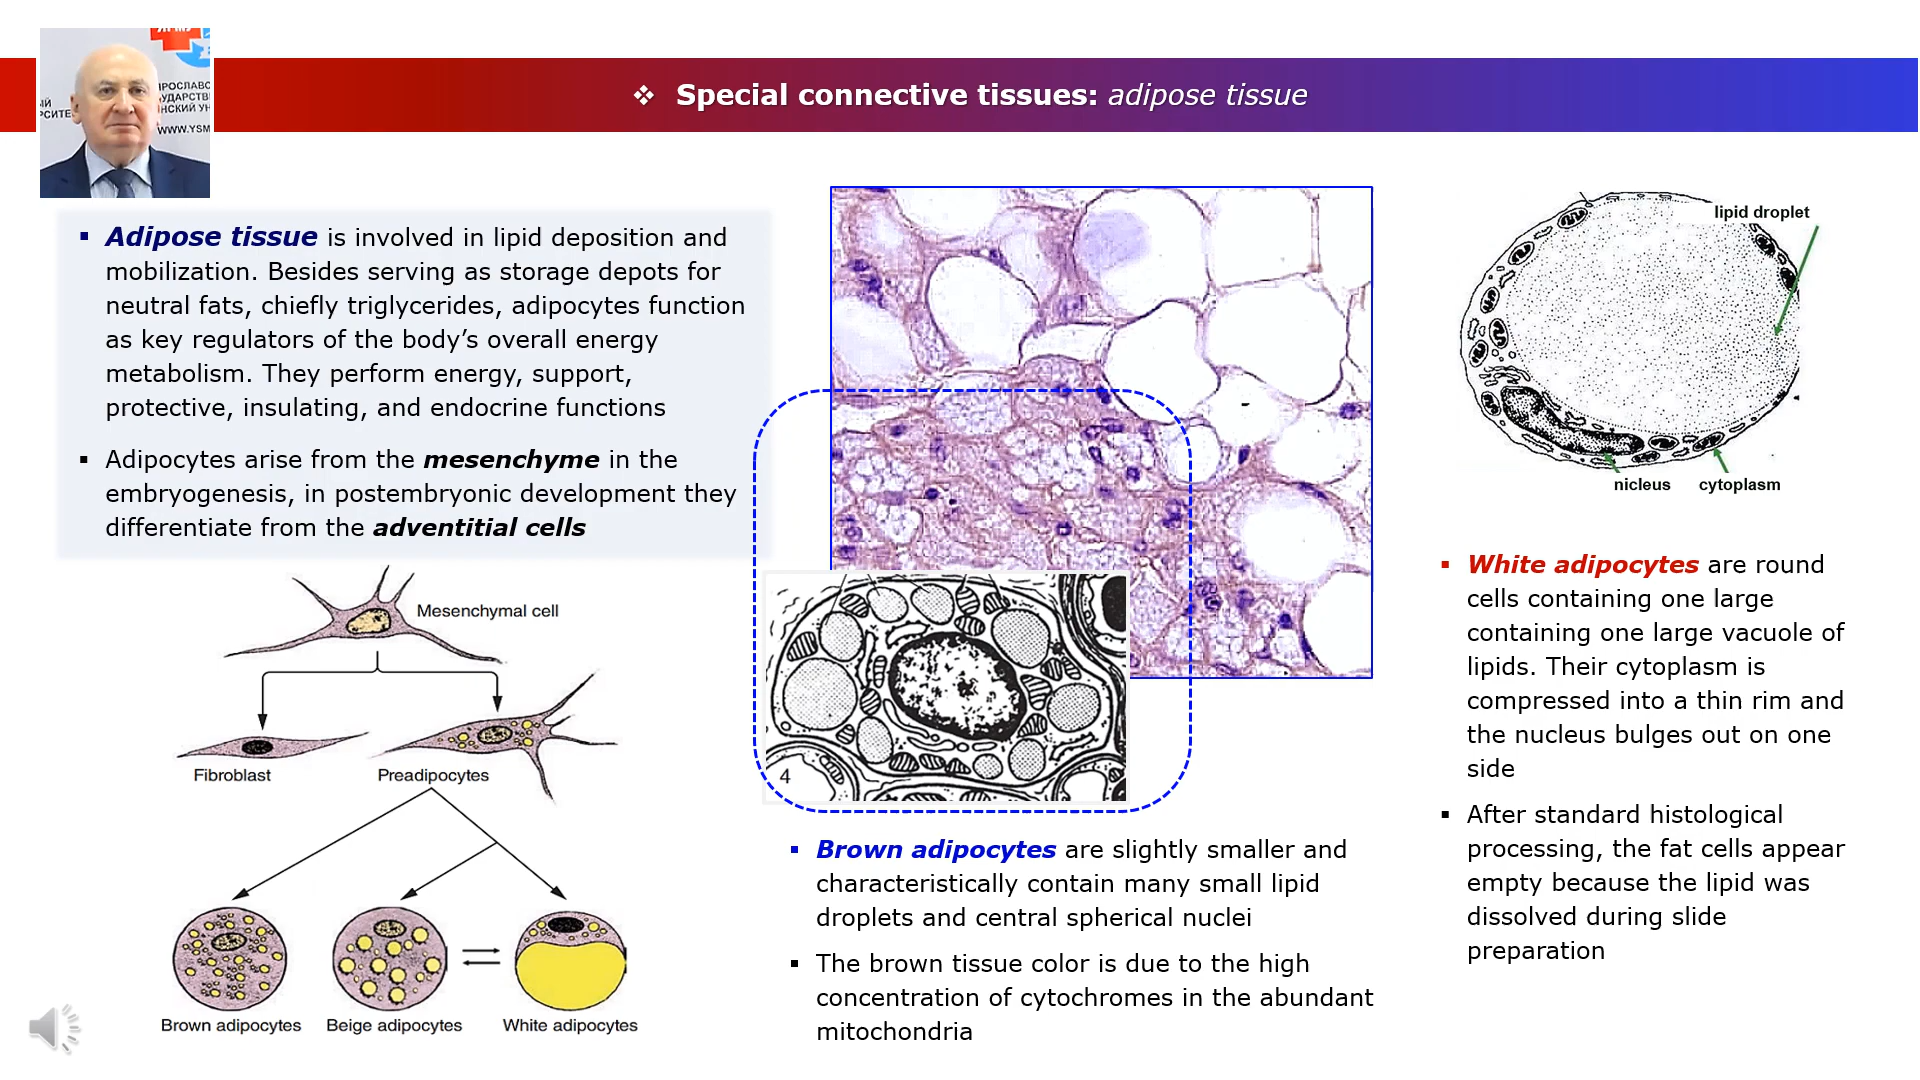 ❖ Special connective tissues: adipose tissue
WWW.YSM
▪ Adipose tissue is involved in lipid deposition and
mobilization. Besides serving as storage depots for
neutral fats, chiefly triglycerides, adipocytes function
as key regulators of the body’s overall energy
metabolism. They perform energy, support,
protective, insulating, and endocrine functions
▪ Adipocytes arise from the mesenchyme in the
embryogenesis, in postembryonic development they
differentiate from the adventitial cells
Mesenchymal cell
Fibroblast
Preadipocytes
Brown adipocytes
Beige adipocytes
White adipocytes
4
▪ Brown adipocytes are slightly smaller and
characteristically contain many small lipid
droplets and central spherical nuclei
▪ The brown tissue color is due to the high
concentration of cytochromes in the abundant
mitochondria
lipid droplet
nicleus
cytoplasm
▪ White adipocytes are round
cells containing one large
containing one large vacuole of
lipids. Their cytoplasm is
compressed into a thin rim and
the nucleus bulges out on one
side
▪ After standard histological
processing, the fat cells appear
empty because the lipid was
dissolved during slide
preparation